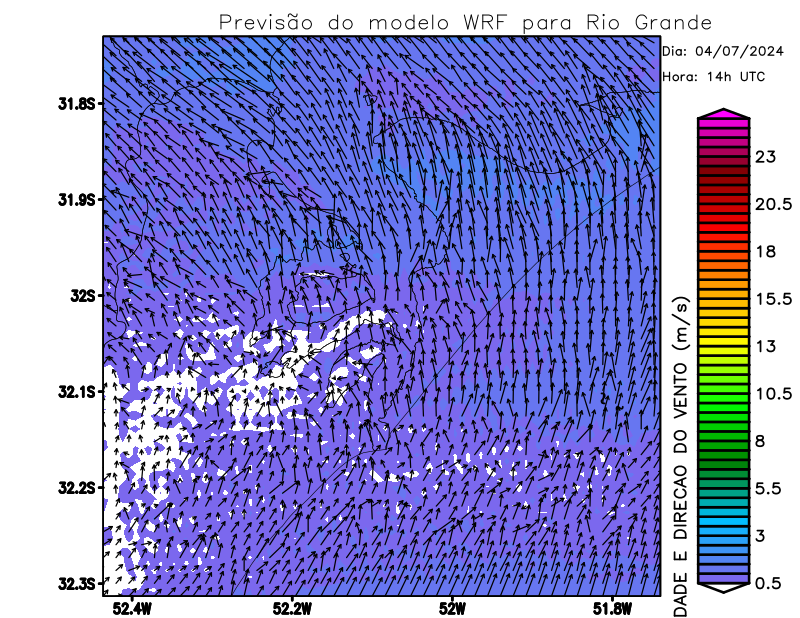 Previsão do modelo WRF para Rio Grande
Dia: 04/07/2024
Hora: 14h UTC
31.8S
31.9S
32S
32.1S
32.2S
32.3S
52.4W
52.2W
52W
51.8W
DADE E DIRECAO DO VENTO (m/s)
23
20.5
18
15.5
13
10.5
8
5.5
3
0.5